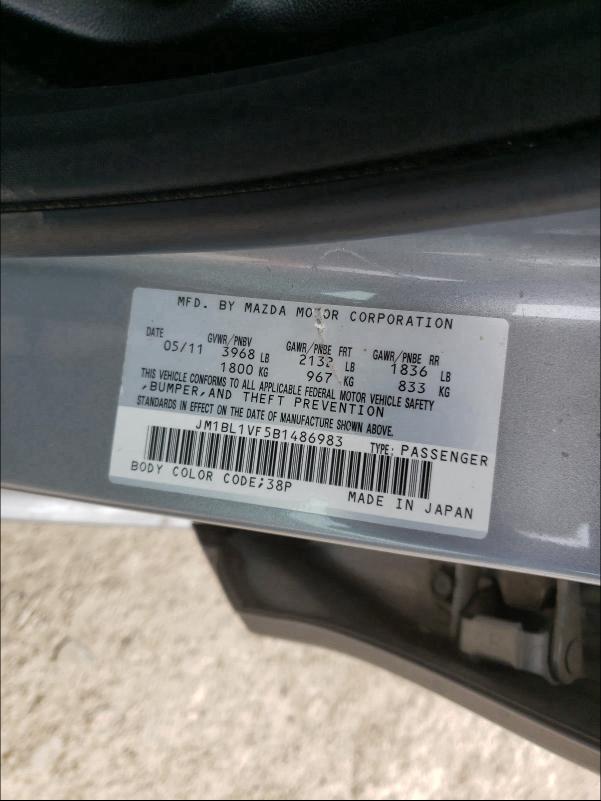 MFD. BY MAZDA MOTOR CORPORATION
DATE GVWR/PNBV GAWR/PNBE FRT GAWR/PNBE RR
05/11 3968 LB 2132 LB 1836 LB
1800 KG 967 KG 833 KG
THIS VEHICLE CONFORMS TO ALL APPLICABLE FEDERAL MOTOR VEHICLE SAFETY
,BUMPER,AND THEFT PREVENTION
STANDARDS IN EFFECT ON THE DATE OF MANUFACTURE SHOWN ABOVE.
JM1BL1VF5B1486983 TYPE: PASSENGER
BODY COLOR CODE;38P MADE IN JAPAN